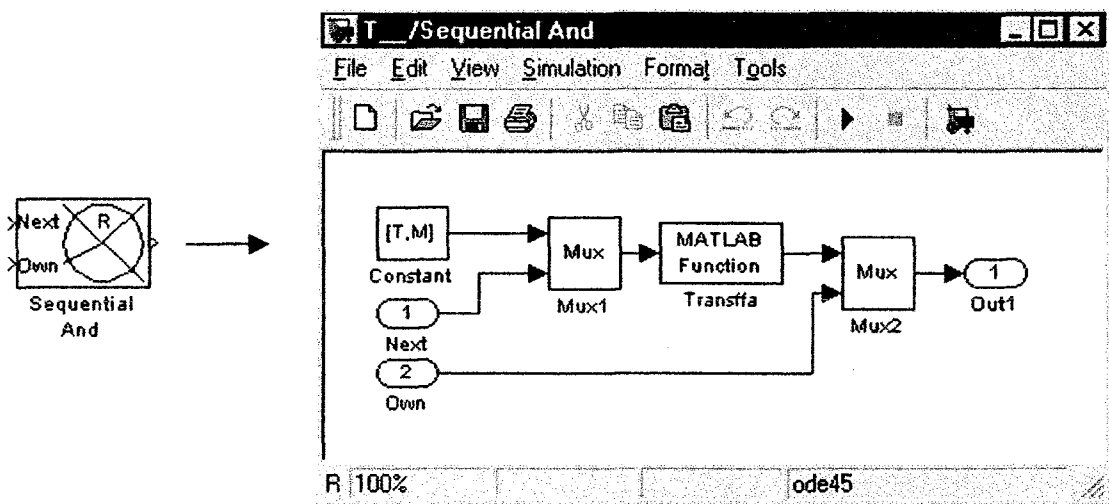 T__/Sequential And
File Edit View Simulation Format Tools
Next
R
Own
Sequential
And
[T,M]
Constant
1
Next
2
Own
Mux
Mux1
MATLAB
Function
Transffa
Mux
Mux2
1
Out1
R 100% ode45